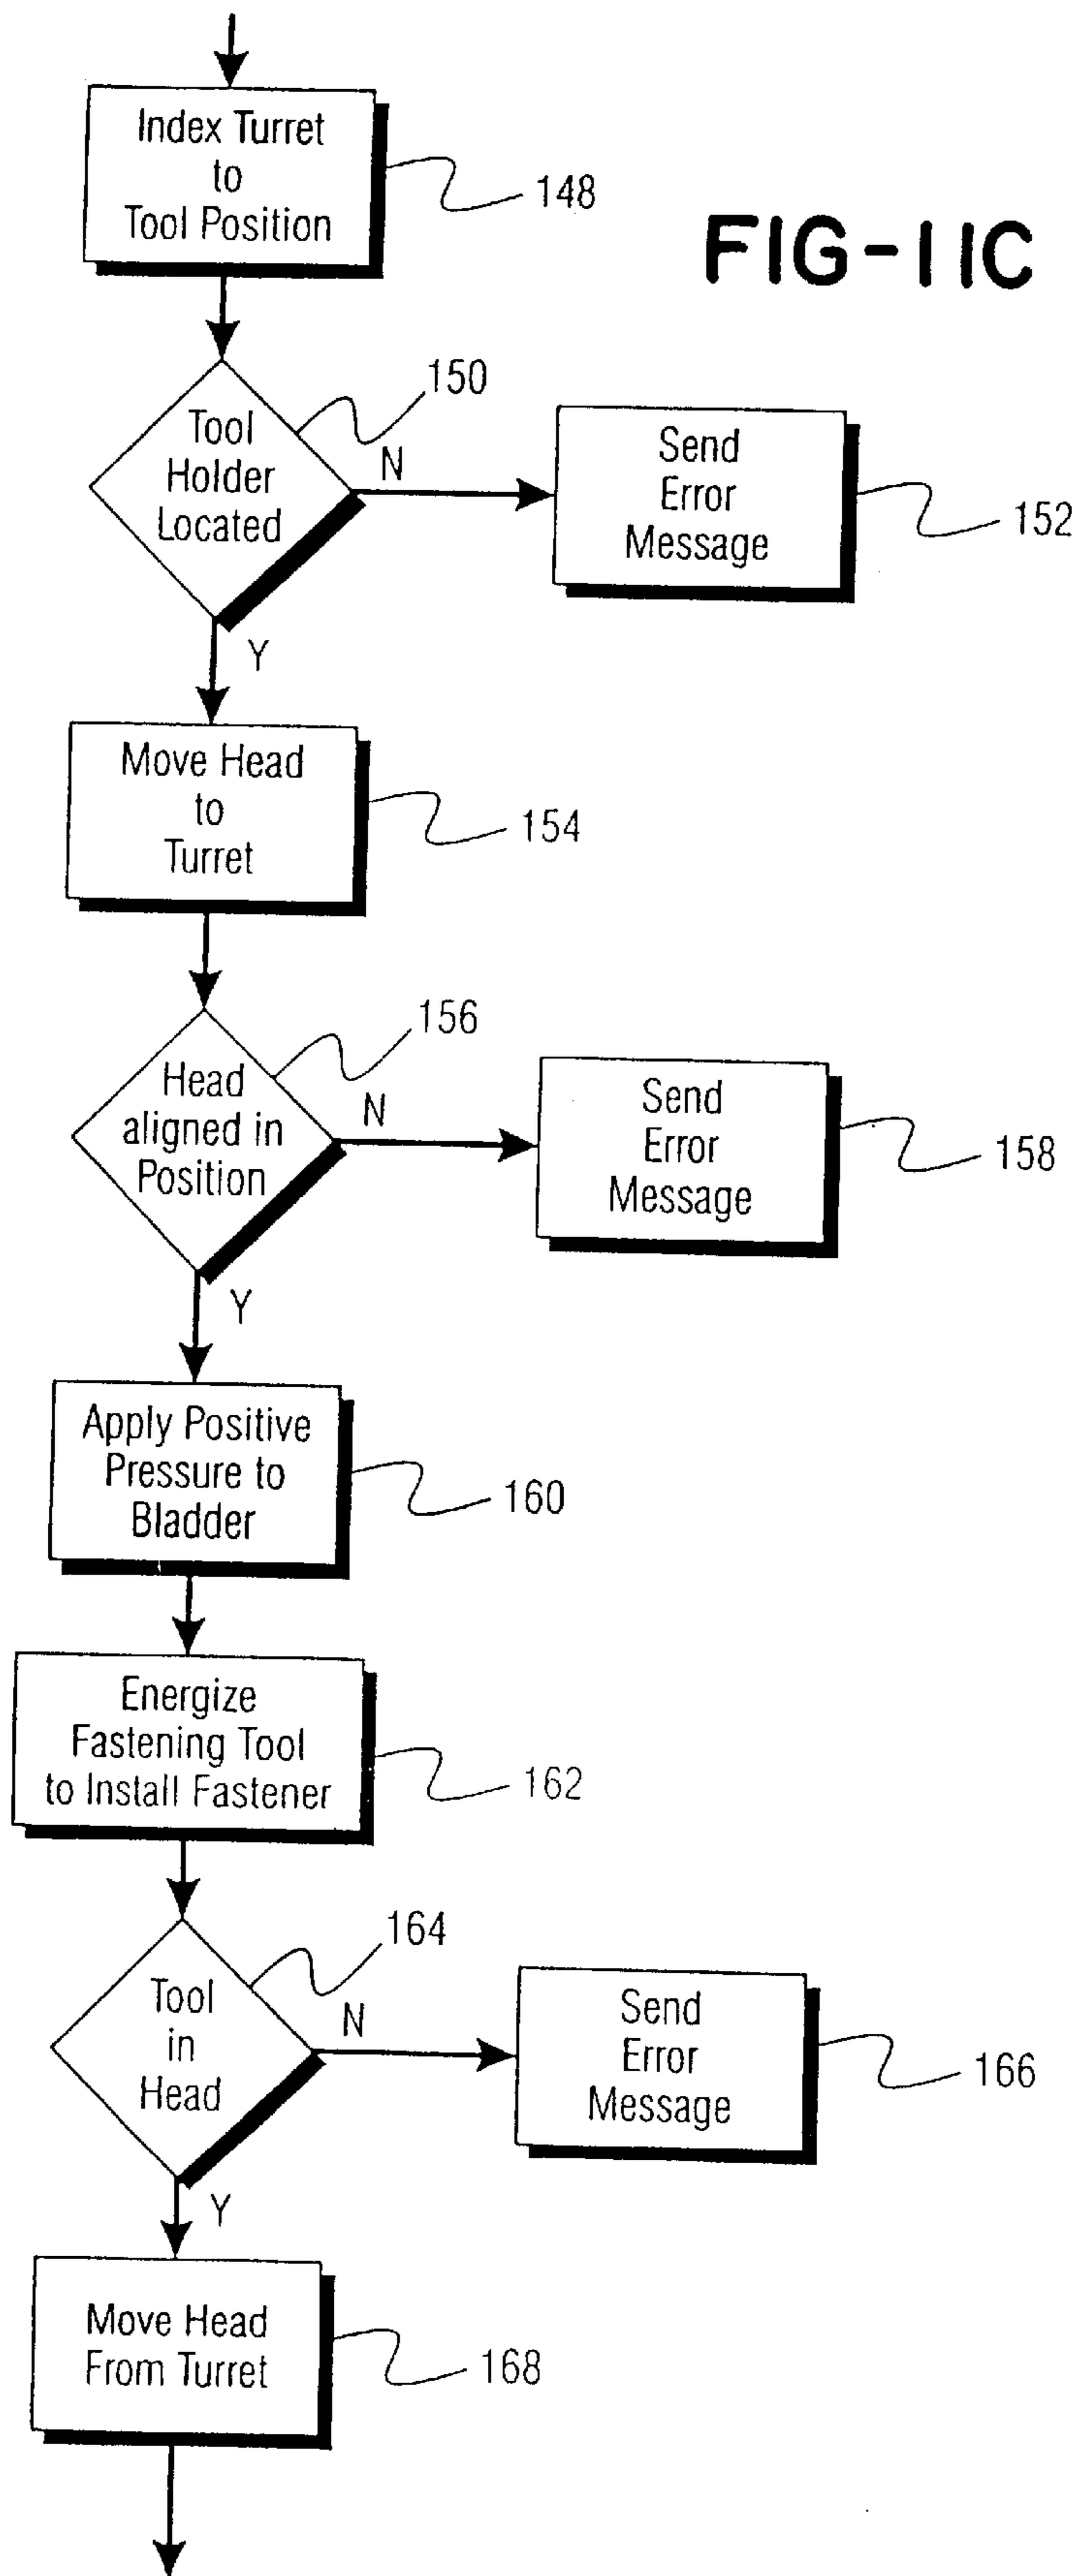 Index Turret
to
Tool Position
148
FIG-11C
Tool
Holder
Located
150
N
Send
Error
Message
152
Y
Move Head
to
Turret
154
Head
aligned in
Position
156
N
Send
Error
Message
158
Y
Apply Positive
Pressure to
Bladder
160
Energize
Fastening Tool
to Install Fastener
162
Tool
in
Head
164
N
Send
Error
Message
166
Y
Move Head
From Turret
168